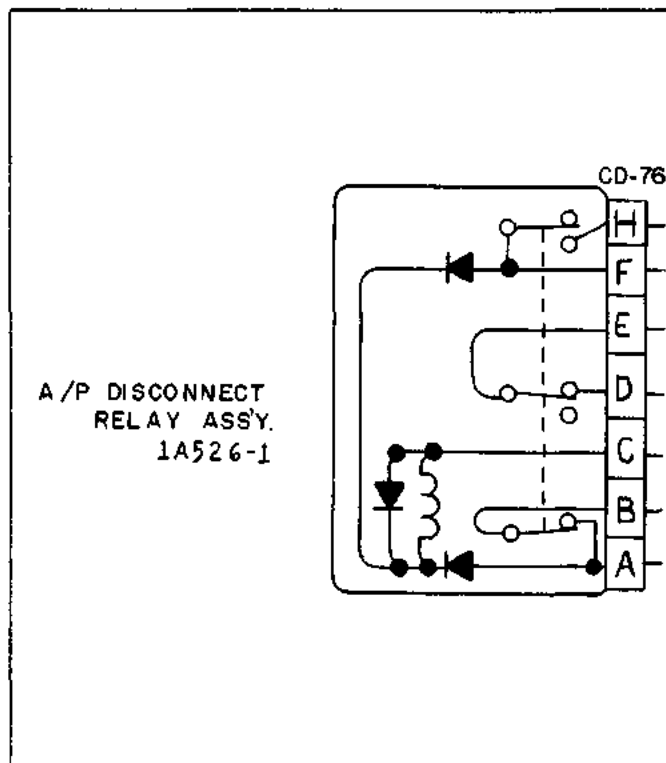 CD-76
H
F
E
D
C
B
A
A/P DISCONNECT
RELAY ASS'Y.
1A526-1